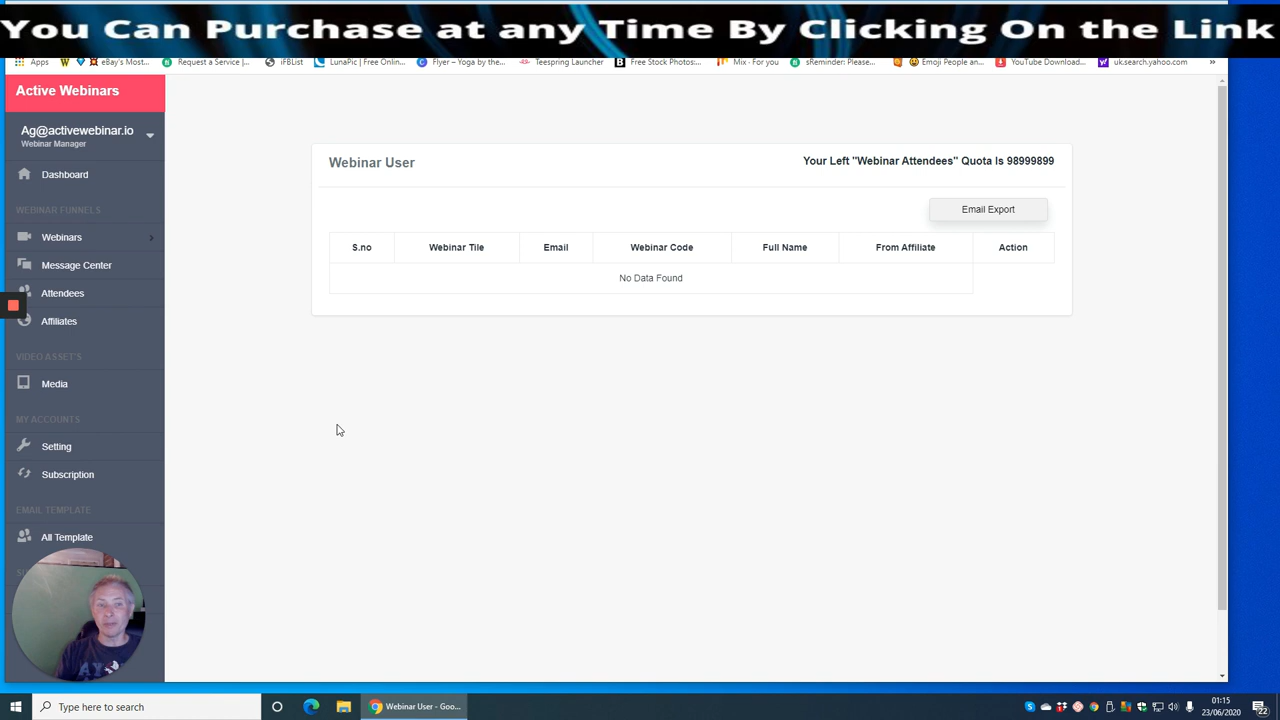 You Can Purchase at any Time By Clicking On the Link
Apps
eBay's Most...
Request a Service |...
iFBList
LunaPic | Free Onlin...
Flyer – Yoga by the...
Teespring Launcher
Free Stock Photos:...
Mix · For you
sReminder: Please...
Emoji People an...
YouTube Download...
uk.search.yahoo.com
»
Active Webinars
Ag@activewebinar.io
Webinar Manager
Dashboard
WEBINAR FUNNELS
Webinars
Message Center
Attendees
Affiliates
VIDEO ASSET'S
Media
MY ACCOUNTS
Setting
Subscription
EMAIL TEMPLATE
All Template
Webinar User
Your Left "Webinar Attendees" Quota Is 98999899
Email Export
S.no Webinar Tile Email Webinar Code Full Name From Affiliate Action
No Data Found
Type here to search
Webinar User - Goo...
01:15
23/06/2020
22